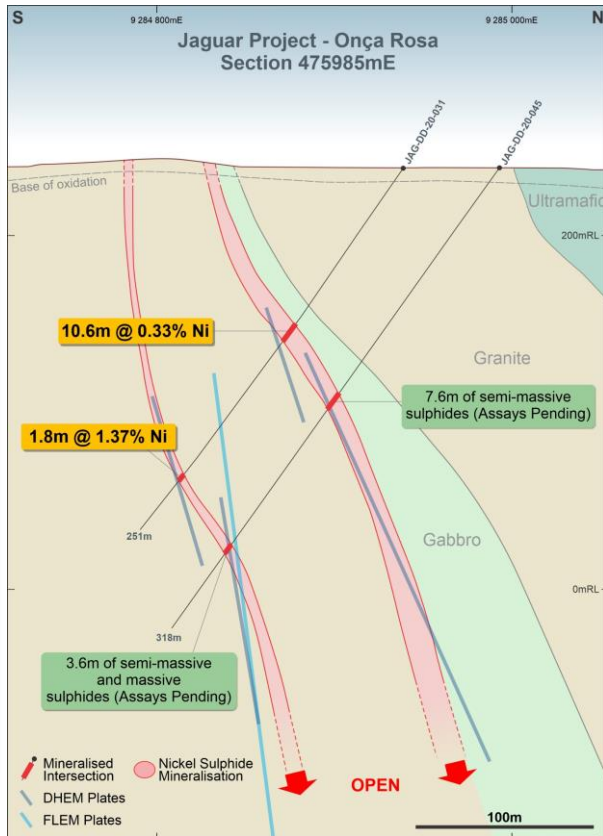 S
9 284 800mE
9 285 000mE
N
Jaguar Project - Onça Rosa
Section 475985mE
JAG-DD-20-031
JAG-DD-20-045
Base of oxidation
Ultramafic
200mRL
10.6m @ 0.33% Ni
Granite
7.6m of semi-massive
sulphides (Assays Pending)
1.8m @ 1.37% Ni
251m
Gabbro
0mRL
318m
3.6m of semi-massive
and massive
sulphides (Assays Pending)
Mineralised
Intersection
Nickel Sulphide
Mineralisation
OPEN
DHEM Plates
FLEM Plates
100m